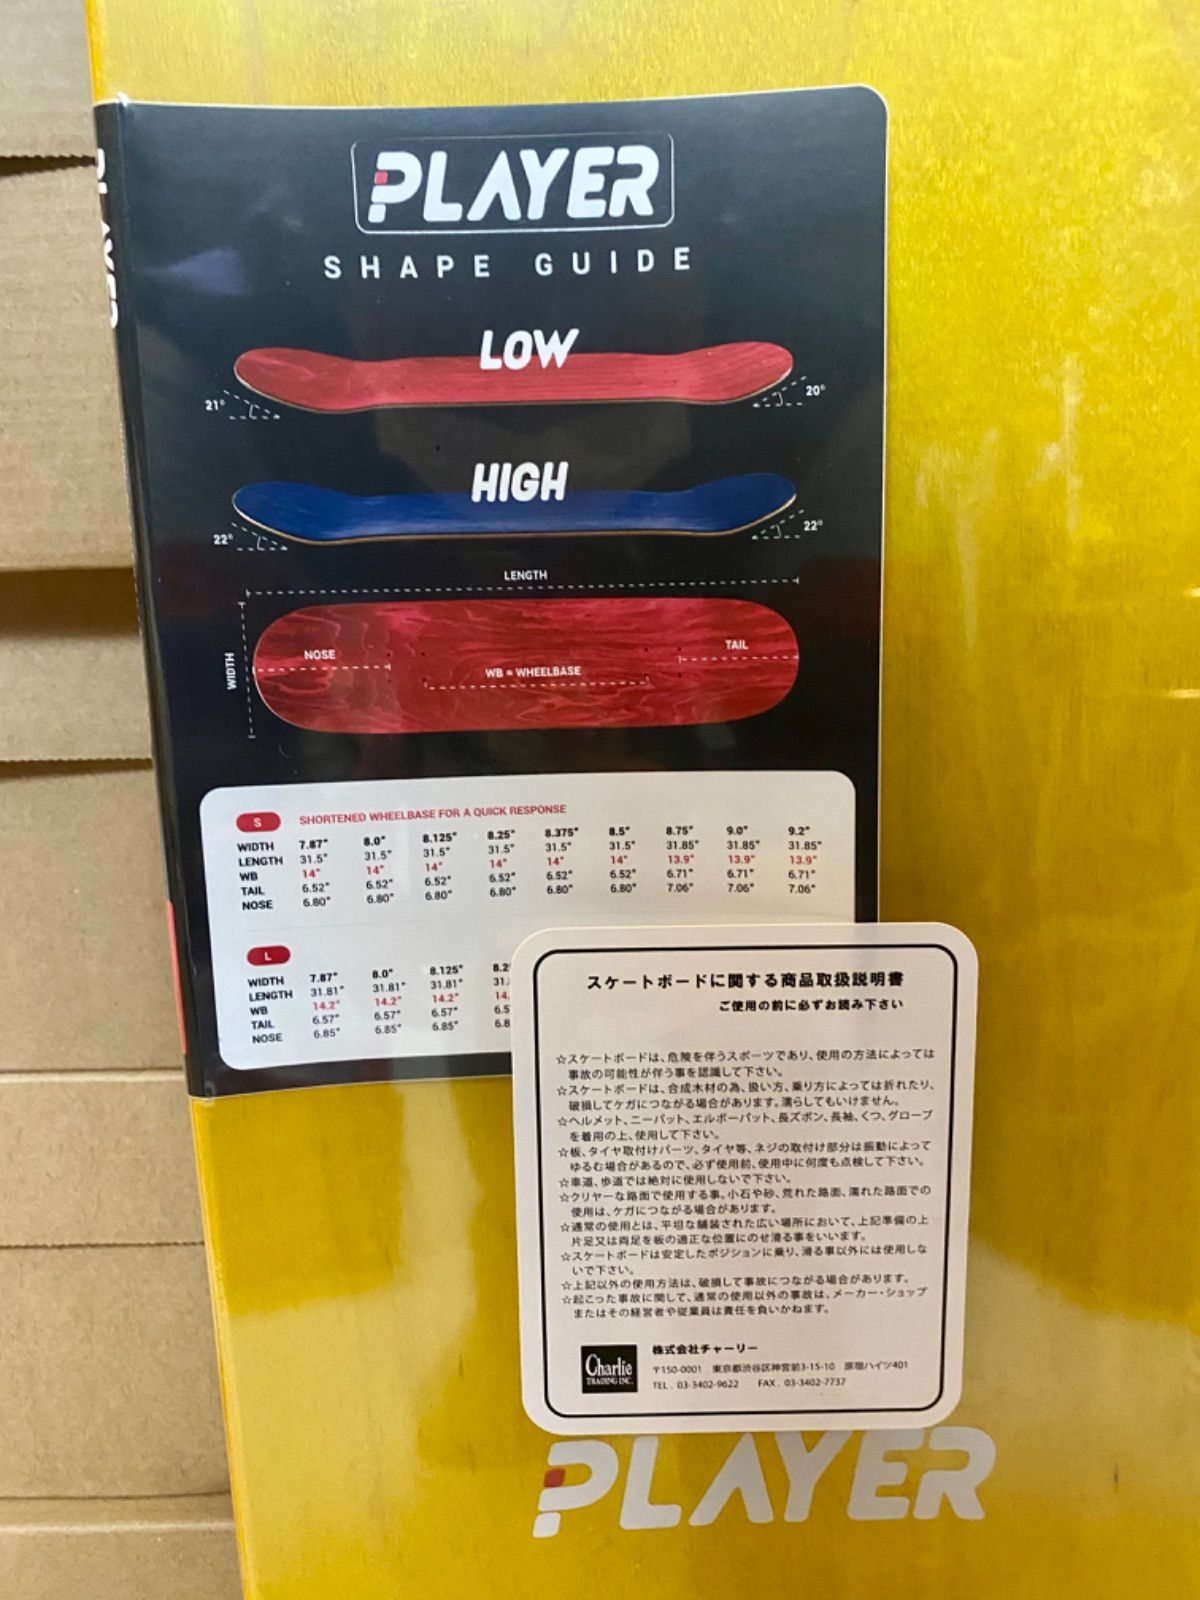 PLAYER
SHAPE GUIDE
LOW
21° 20°
HIGH
22° 22°
LENGTH
WIDTH
NOSE
TAIL
WB = WHEELBASE
S SHORTENED WHEELBASE FOR A QUICK RESPONSE
WIDTH 7.87" 8.0" 8.125" 8.25" 8.375" 8.5" 8.75" 9.0" 9.2"
LENGTH 31.5" 31.5" 31.5" 31.5" 31.5" 31.5" 31.85" 31.85" 31.85"
WB 14" 14" 14" 14" 14" 14" 13.9" 13.9" 13.9"
TAIL 6.52" 6.52" 6.52" 6.52" 6.52" 6.52" 6.71" 6.71" 6.71"
NOSE 6.80" 6.80" 6.80" 6.80" 6.80" 6.80" 7.06" 7.06" 7.06"
L
WIDTH 7.87" 8.0" 8.125" 8.2
LENGTH 31.81" 31.81" 31.81" 31.
WB 14.2" 14.2" 14.2" 14.
TAIL 6.57" 6.57" 6.57" 6.5
NOSE 6.85" 6.85" 6.85" 6.8
スケートボードに関する商品取扱説明書
ご使用の前に必ずお読み下さい
☆スケートボードは、危険を伴うスポーツであり、使用の方法によっては
事故の可能性が伴う事を認識して下さい。
☆スケートボードは、合成木材の為、扱い方、乗り方によっては折れたり、
破損してケガにつながる場合があります。濡らしてもいけません。
☆ヘルメット、ニーパット、エルボーパット、長ズボン、長袖、くつ、グローブ
を着用の上、使用して下さい。
☆板、タイヤ取付けパーツ、タイヤ等、ネジの取付け部分は振動によって
ゆるむ場合があるので、必ず使用前、使用中に何度も点検して下さい。
☆車道、歩道では絶対に使用しないで下さい。
☆クリヤーな路面で使用する事。小石や砂、荒れた路面、濡れた路面での
使用は、ケガにつながる場合があります。
☆通常の使用とは、平坦な舗装された広い場所において、上記準備の上
片足又は両足を板の適正な位置にのせ滑る事をいいます。
☆スケートボードは安定したポジションに乗り、滑る事以外には使用しな
いで下さい。
☆上記以外の使用方法は、破損して事故につながる場合があります。
☆起こった事故に関して、通常の使用以外の事故は、メーカー・ショップ
またはその経営者や従業員は責任を負いかねます。
Charlie
TRADING INC.
株式会社チャーリー
〒150-0001 東京都渋谷区神宮前3-15-10 原宿ハイツ401
TEL. 03-3402-9622 FAX. 03-3402-7737
PLAYER